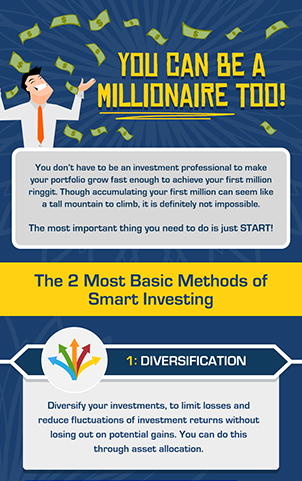 YOU CAN BE A
MILLIONAIRE TOO!
You don't have to be an investment professional to make
your portfolio grow fast enough to achieve your first million
ringgit. Though accumulating your first million can seem like
a tall mountain to climb, it is definitely not impossible.
The most important thing you need to do is just START!
The 2 Most Basic Methods of
Smart Investing
1: DIVERSIFICATION
Diversify your investments, to limit losses and
reduce fluctuations of investment returns without
losing out on potential gains. You can do this
through asset allocation.